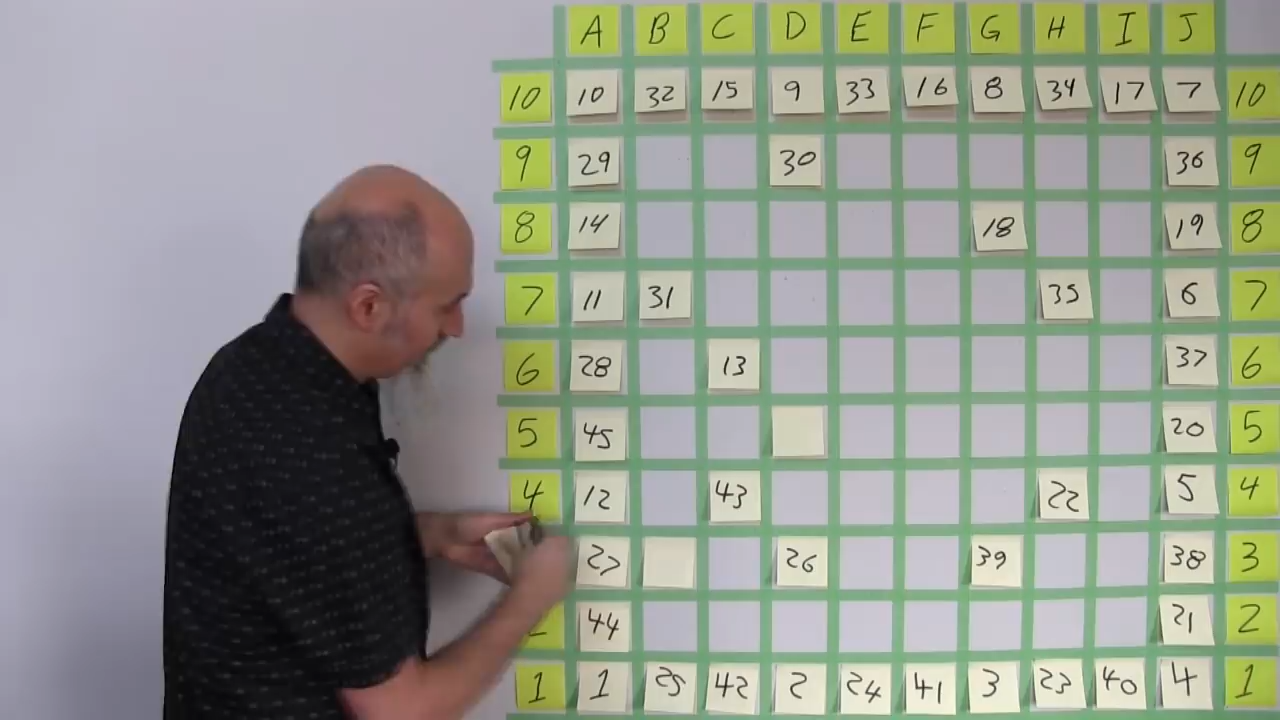 A B C D E F G H I J
10 10 32 15 9 33 16 8 34 17 7 10
9 29 30 36 9
8 14 18 19 8
7 11 31 35 6 7
6 28 13 37 6
5 45 20 5
4 12 43 22 5 4
27 26 39 38 3
2 44 21 2
1 1 25 42 2 24 41 3 23 40 4 1